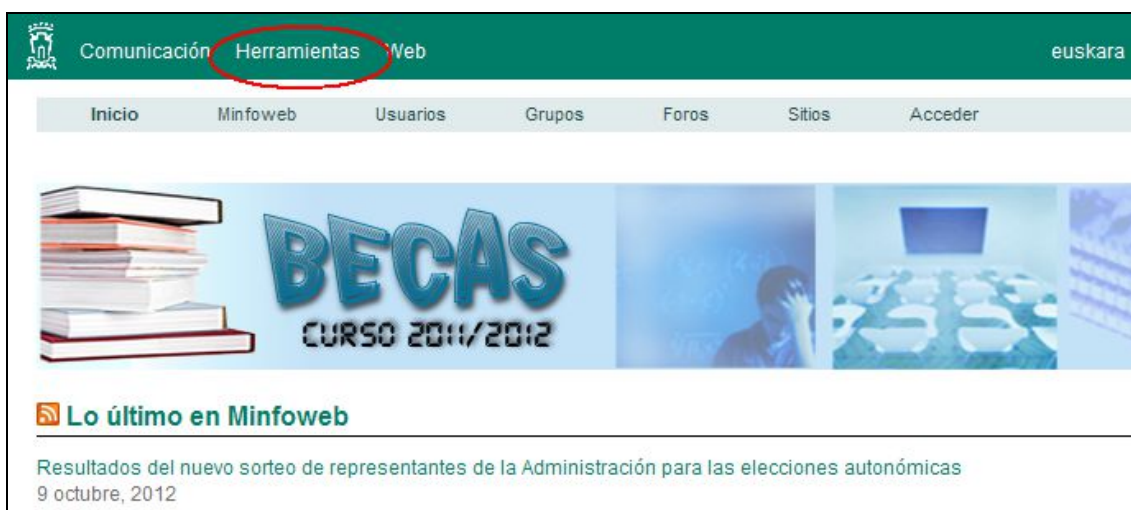 Comunicación Herramientas Web euskara
Inicio Minfoweb Usuarios Grupos Foros Sitios Acceder
BECAS
CURSO 2011/2012
Lo último en Minfoweb
Resultados del nuevo sorteo de representantes de la Administración para las elecciones autonómicas
9 octubre, 2012